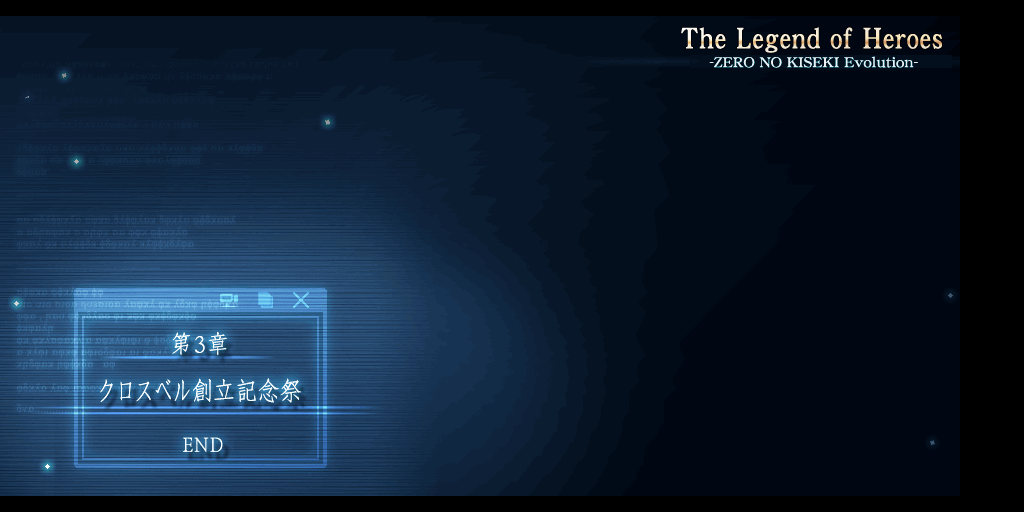 The Legend of Heroes
-ZERO NO KISEKI Evolution-
第3章
クロスベル創立記念祭
END